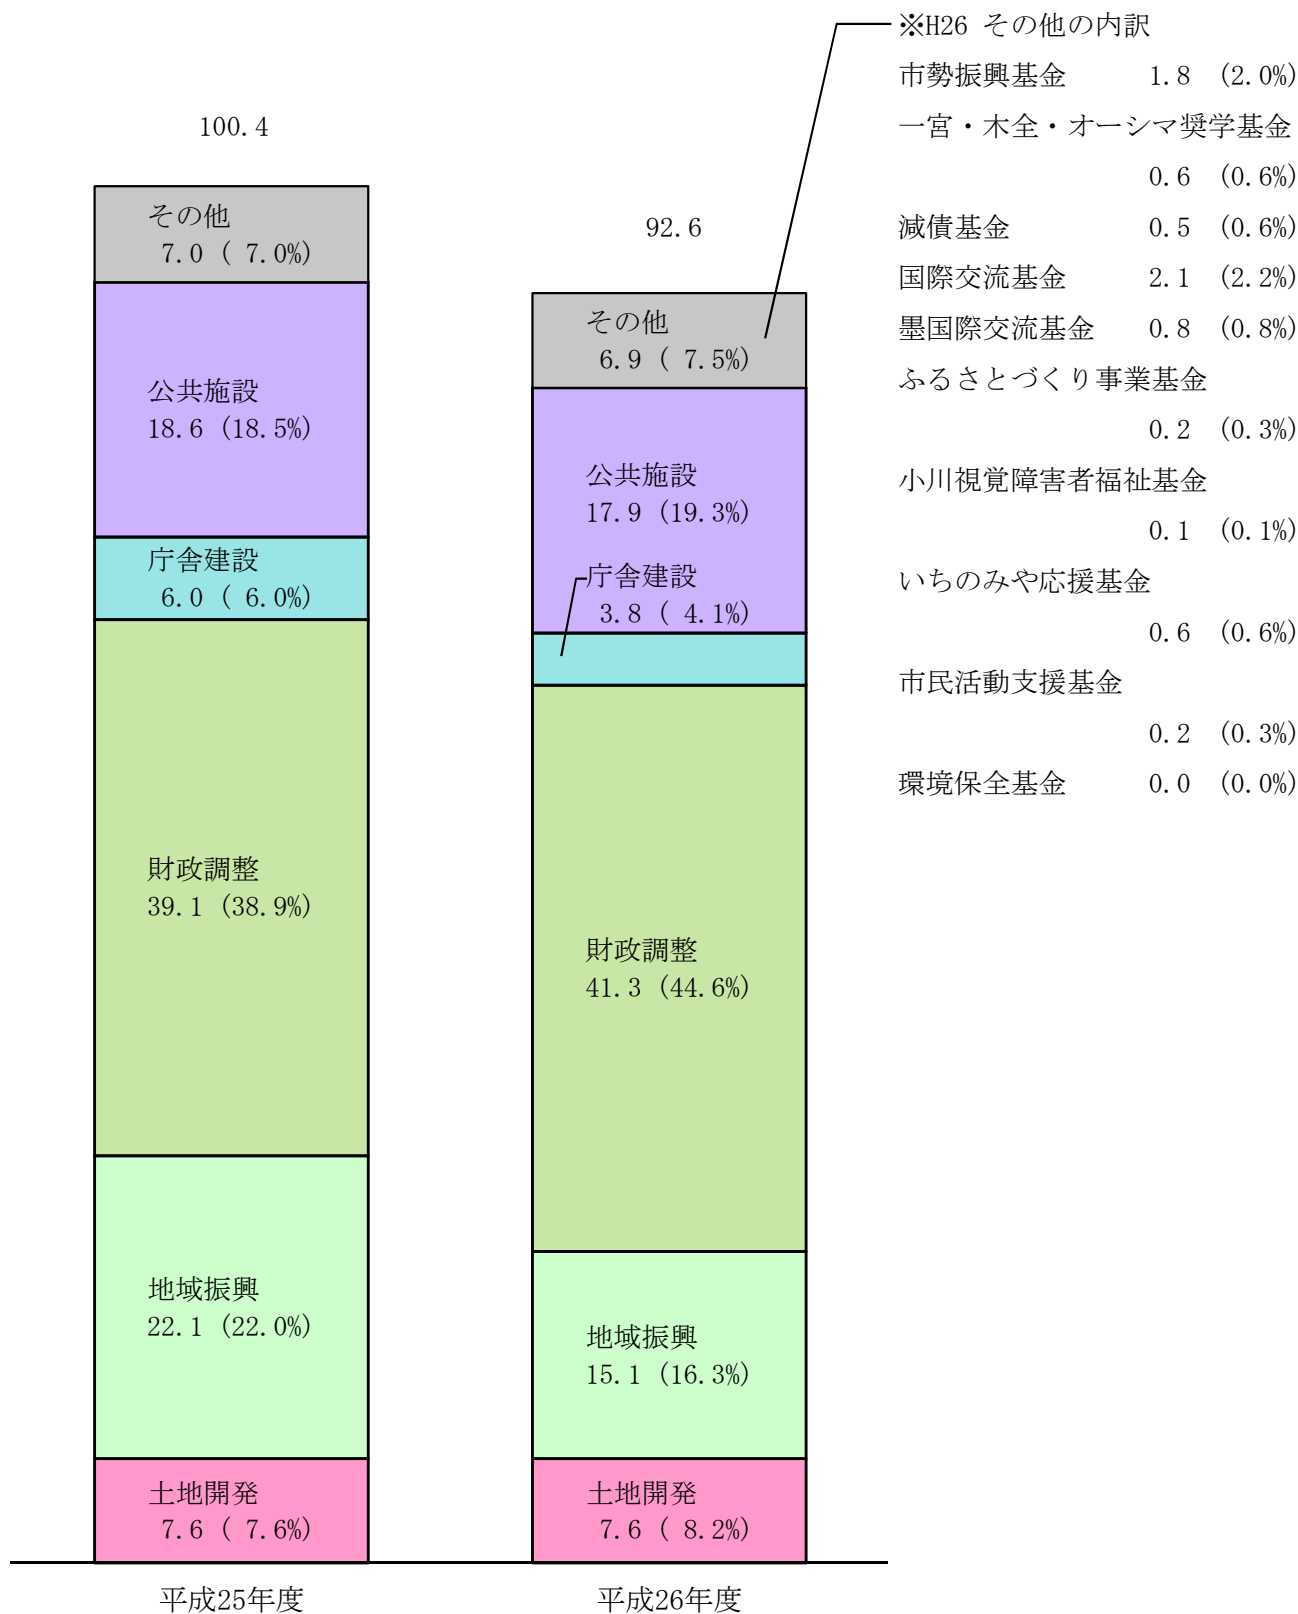 ※H26 その他の内訳
市勢振興基金 1.8 (2.0%)
一宮・木全・オーシマ奨学基金
0.6 (0.6%)
減債基金 0.5 (0.6%)
国際交流基金 2.1 (2.2%)
墨国際交流基金 0.8 (0.8%)
ふるさとづくり事業基金
0.2 (0.3%)
小川視覚障害者福祉基金
0.1 (0.1%)
いちのみや応援基金
0.6 (0.6%)
市民活動支援基金
0.2 (0.3%)
環境保全基金 0.0 (0.0%)
100.4
その他
7.0 ( 7.0%)
公共施設
18.6 (18.5%)
庁舎建設
6.0 ( 6.0%)
財政調整
39.1 (38.9%)
地域振興
22.1 (22.0%)
土地開発
7.6 ( 7.6%)
平成25年度
92.6
その他
6.9 ( 7.5%)
公共施設
17.9 (19.3%)
庁舎建設
3.8 ( 4.1%)
財政調整
41.3 (44.6%)
地域振興
15.1 (16.3%)
土地開発
7.6 ( 8.2%)
平成26年度